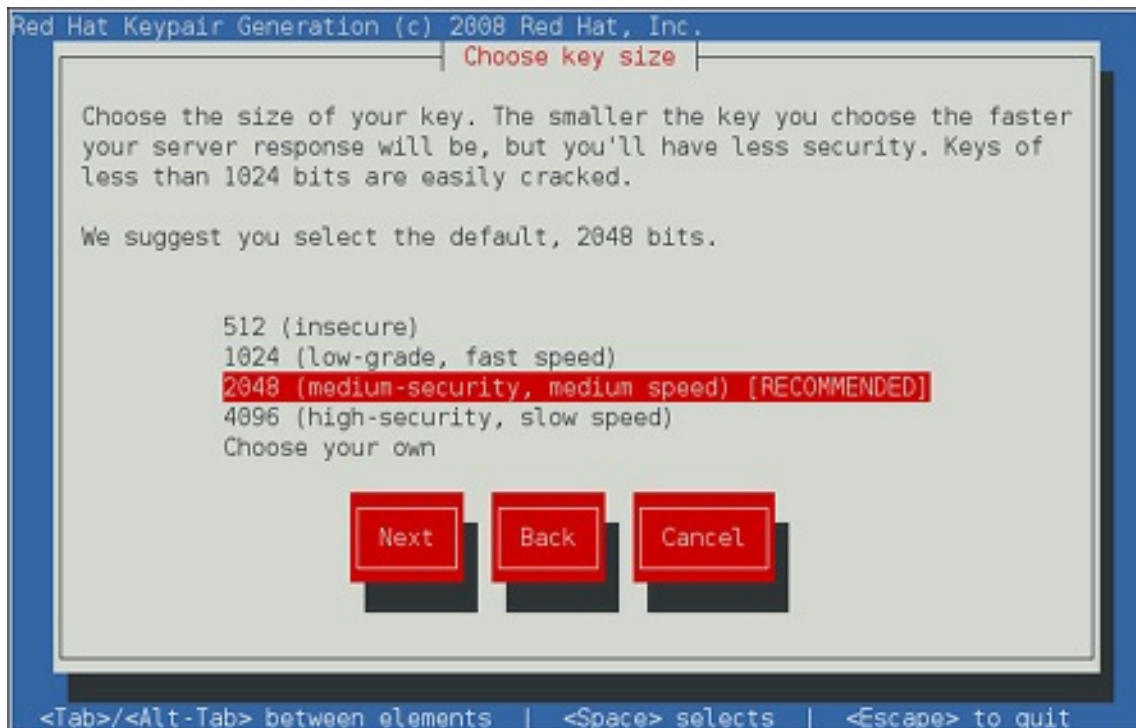 Red Hat Keypair Generation (c) 2008 Red Hat, Inc.
Choose key size
Choose the size of your key. The smaller the key you choose the faster
your server response will be, but you'll have less security. Keys of
less than 1024 bits are easily cracked.
We suggest you select the default, 2048 bits.
512 (insecure)
1024 (low-grade, fast speed)
2048 (medium-security, medium speed) [RECOMMENDED]
4096 (high-security, slow speed)
Choose your own
Next Back Cancel
<Tab>/<Alt-Tab> between elements | <Space> selects | <Escape> to quit